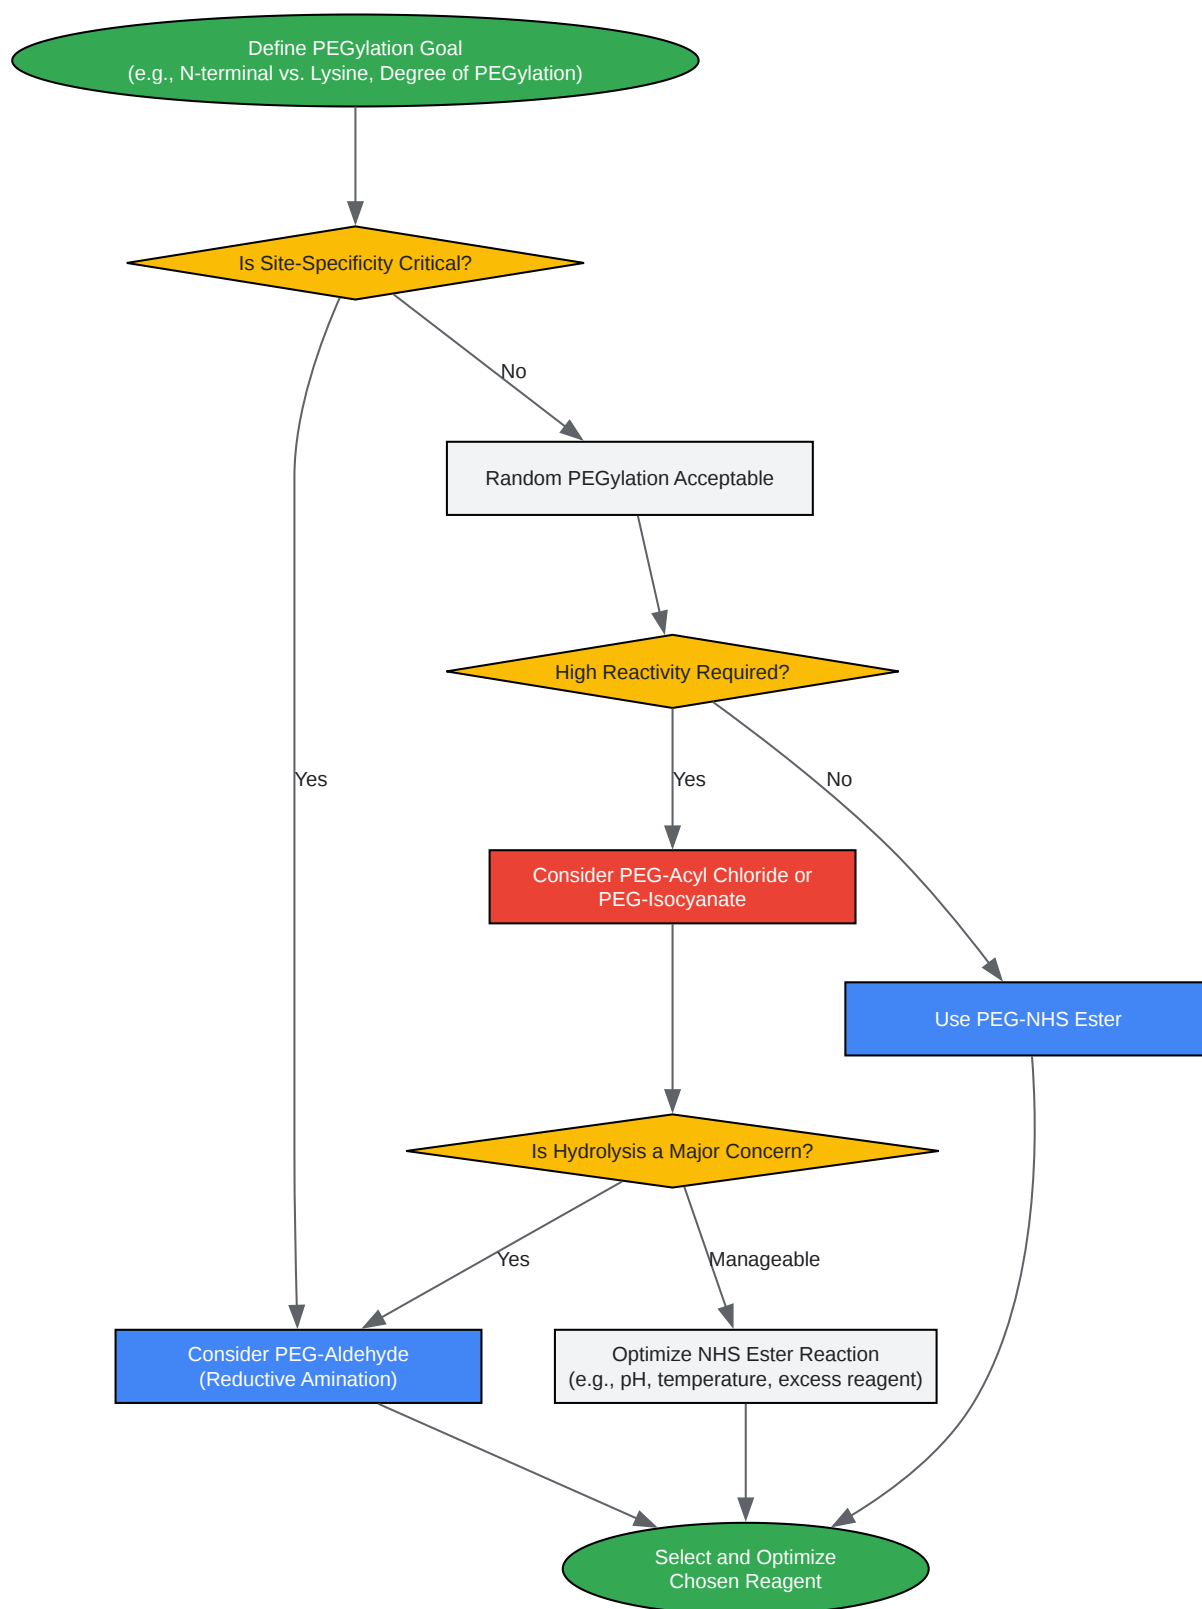 Define PEGylation Goal
(e.g., N-terminal vs. Lysine, Degree of PEGylation)
Is Site-Specificity Critical?
No
Random PEGylation Acceptable
High Reactivity Required?
Yes
Yes
No
Consider PEG-Acyl Chloride or
PEG-Isocyanate
Use PEG-NHS Ester
Is Hydrolysis a Major Concern?
Yes
Manageable
Consider PEG-Aldehyde
(Reductive Amination)
Optimize NHS Ester Reaction
(e.g., pH, temperature, excess reagent)
Select and Optimize
Chosen Reagent